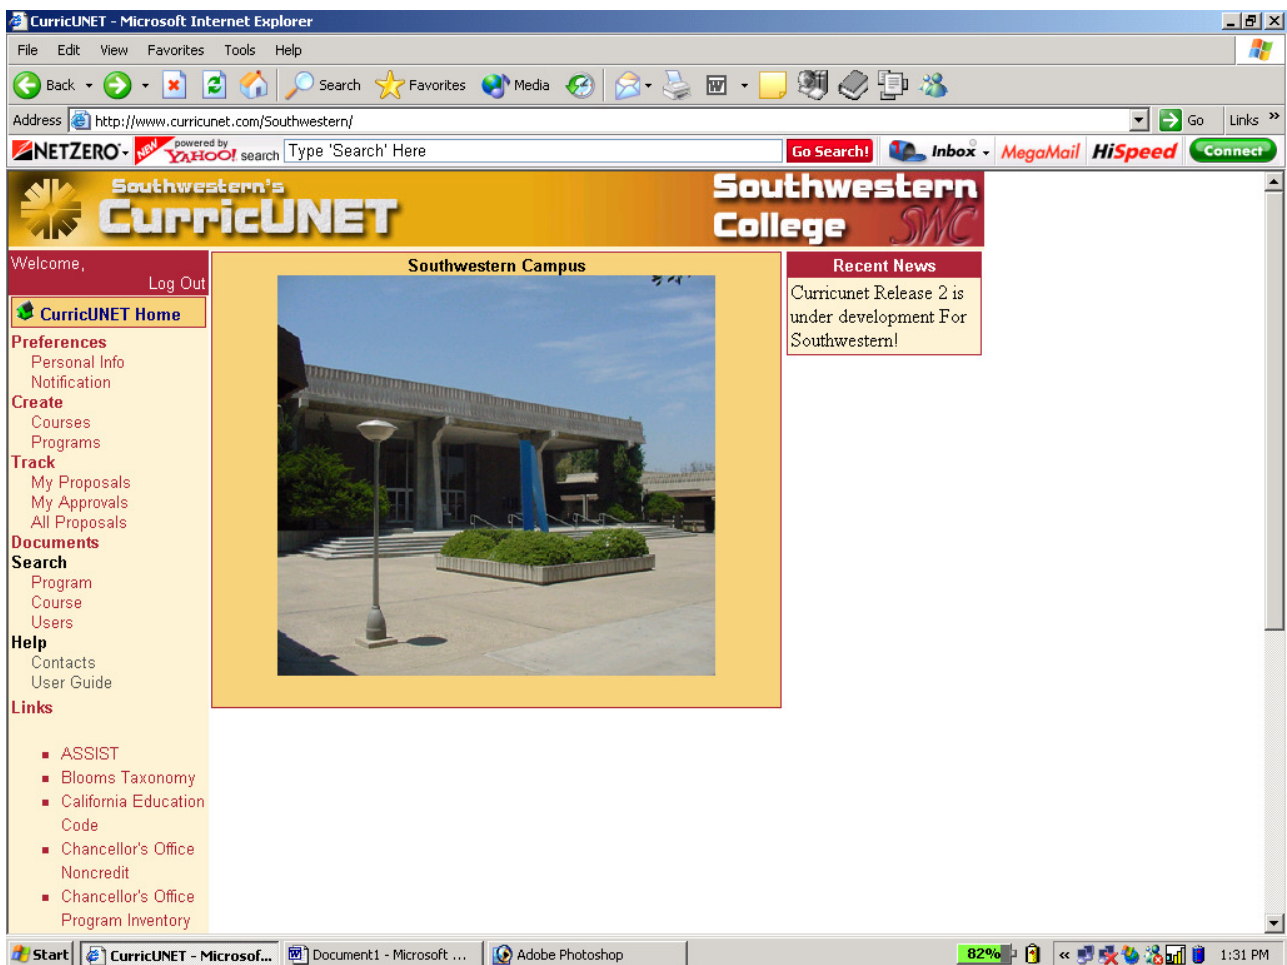 CurricUNET - Microsoft Internet Explorer
File Edit View Favorites Tools Help
Back Search Favorites Media
Address http://www.curricunet.com/Southwestern/ Go Links »
NETZERO NEW powered by YAHOO! search Type 'Search' Here Go Search! Inbox MegaMail HiSpeed Connect
Southwestern's
CurricUNET
Southwestern
College SWC
Welcome,
Log Out
CurricUNET Home
Preferences
Personal Info
Notification
Create
Courses
Programs
Track
My Proposals
My Approvals
All Proposals
Documents
Search
Program
Course
Users
Help
Contacts
User Guide
Links
ASSIST
Blooms Taxonomy
California Education
Code
Chancellor's Office
Noncredit
Chancellor's Office
Program Inventory
Southwestern Campus
Recent News
Curricunet Release 2 is
under development For
Southwestern!
Start CurricUNET - Microsof... Document1 - Microsoft ... Adobe Photoshop 82% « 1:31 PM